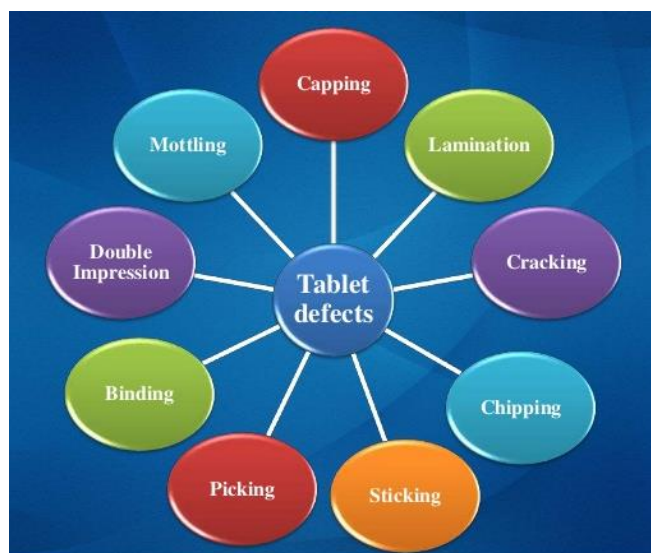 Capping
Lamination
Cracking
Chipping
Sticking
Picking
Binding
Double
Impression
Mottling
Tablet
defects